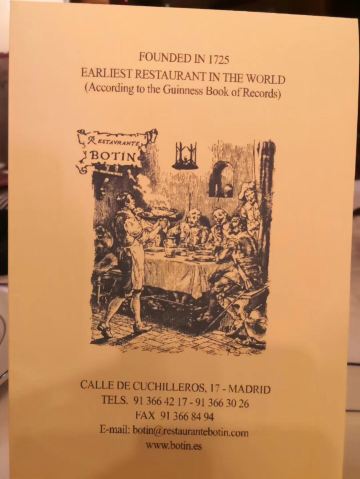 FOUNDED IN 1725
EARLIEST RESTAURANT IN THE WORLD
(According to the Guinness Book of Records)
RESTAURANTE
BOTIN
CALLE DE CUCHILLEROS, 17 - MADRID
TELS. 91 366 42 17 - 91 366 30 26
FAX 91 366 84 94
E-mail: botin@restaurantebotin.com
www.botin.es